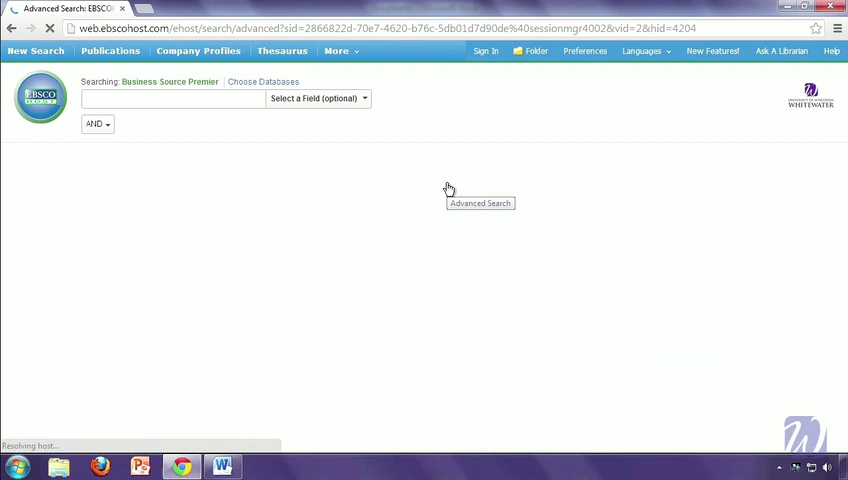 Advanced Search: EBSCO
web.ebscohost.com/ehost/search/advanced?sid=2866822d-70e7-4620-b76c-5db01d7d90de%40sessionmgr4002&vid=2&hid=4204
New Search Publications Company Profiles Thesaurus More Sign In Folder Preferences Languages New Features! Ask A Librarian Help
Searching: Business Source Premier Choose Databases
EBSCO
HOST
Select a Field (optional)
UNIVERSITY OF WISCONSIN
WHITEWATER
AND
Advanced Search
Resolving host...